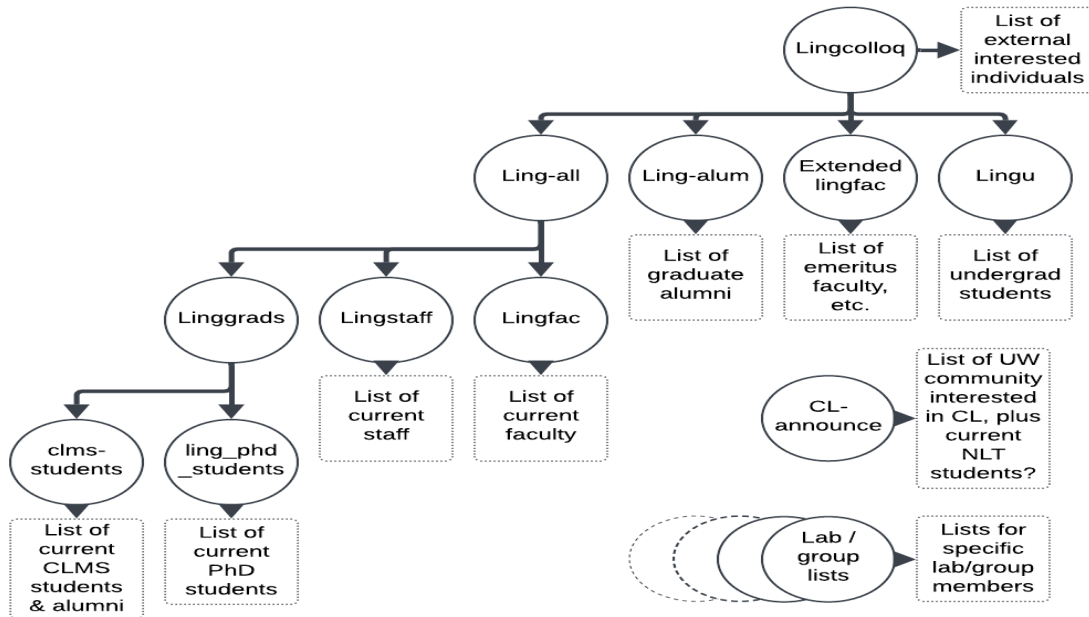 Lingcolloq
List of
external
interested
individuals
Ling-all
Ling-alum
Extended
lingfac
Lingu
List of
graduate
alumni
List of
emeritus
faculty,
etc.
List of
undergrad
students
Linggrads
Lingstaff
Lingfac
List of
current
staff
List of
current
faculty
CL-
announce
List of UW
community
interested
in CL, plus
current
NLT
students?
clms-
students
ling_phd
_students
List of
current
CLMS
students
& alumni
List of
current
PhD
students
Lab /
group
lists
Lists for
specific
lab/group
members